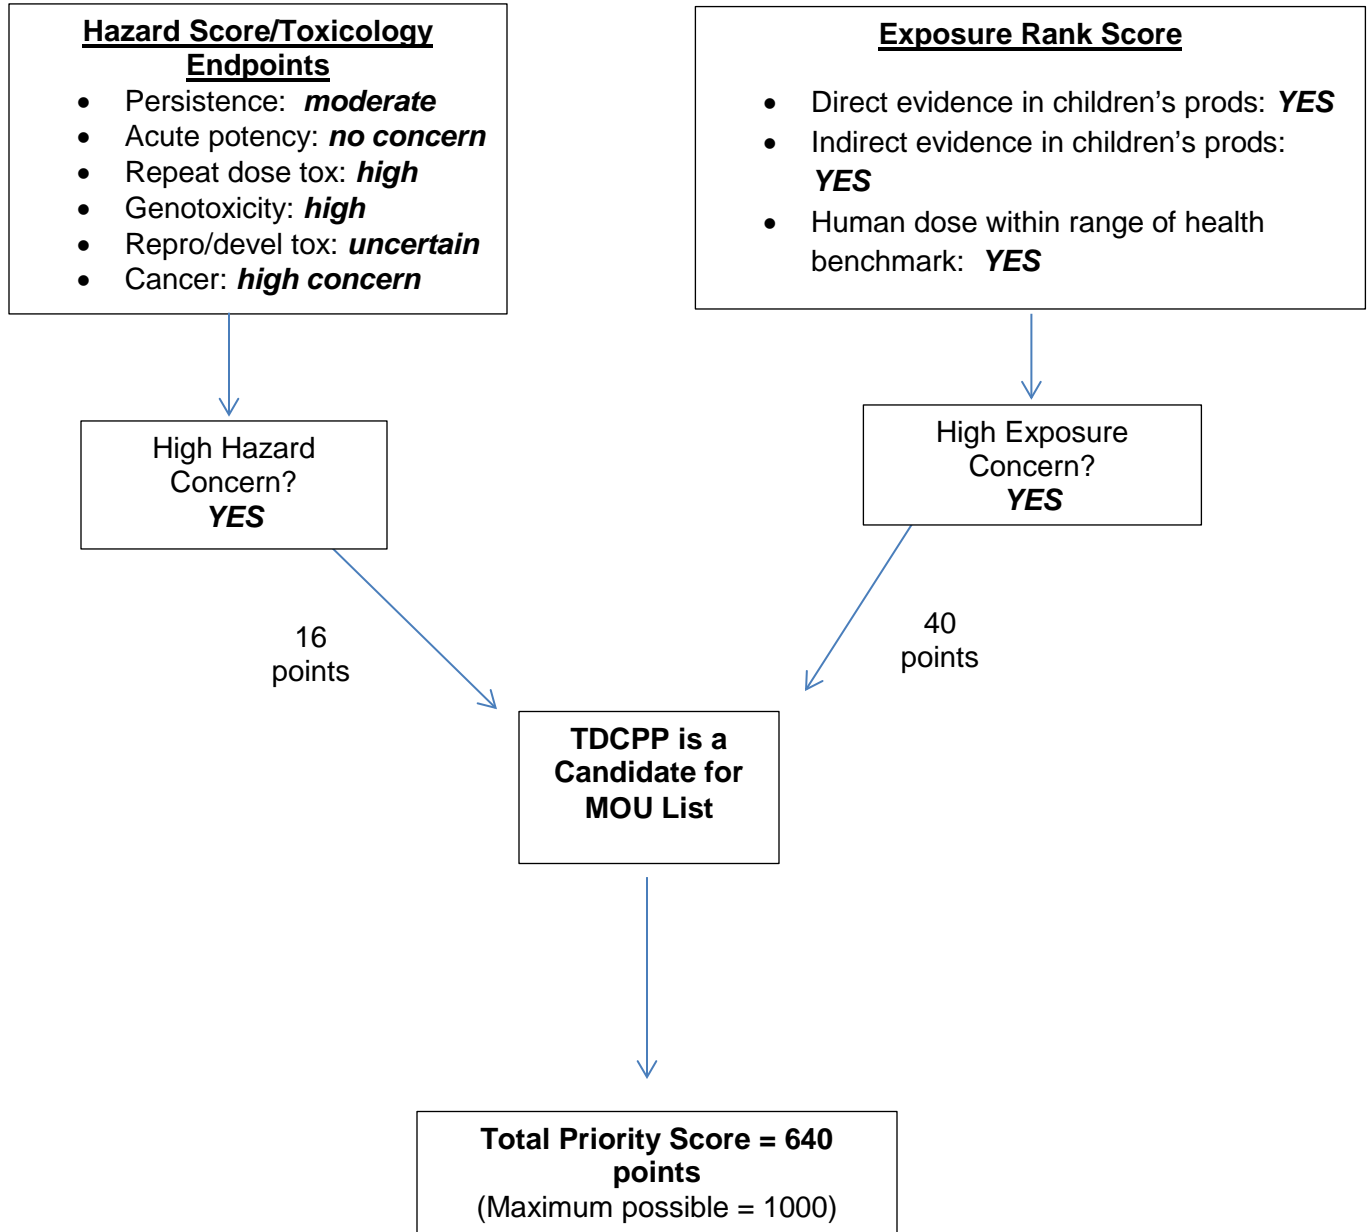 Hazard Score/Toxicology
Endpoints
• Persistence: moderate
• Acute potency: no concern
• Repeat dose tox: high
• Genotoxicity: high
• Repro/devel tox: uncertain
• Cancer: high concern
Exposure Rank Score
• Direct evidence in children's prods: YES
• Indirect evidence in children's prods:
YES
• Human dose within range of health
benchmark: YES
High Hazard
Concern?
YES
High Exposure
Concern?
YES
16
points
40
points
TDCPP is a
Candidate for
MOU List
Total Priority Score = 640
points
(Maximum possible = 1000)